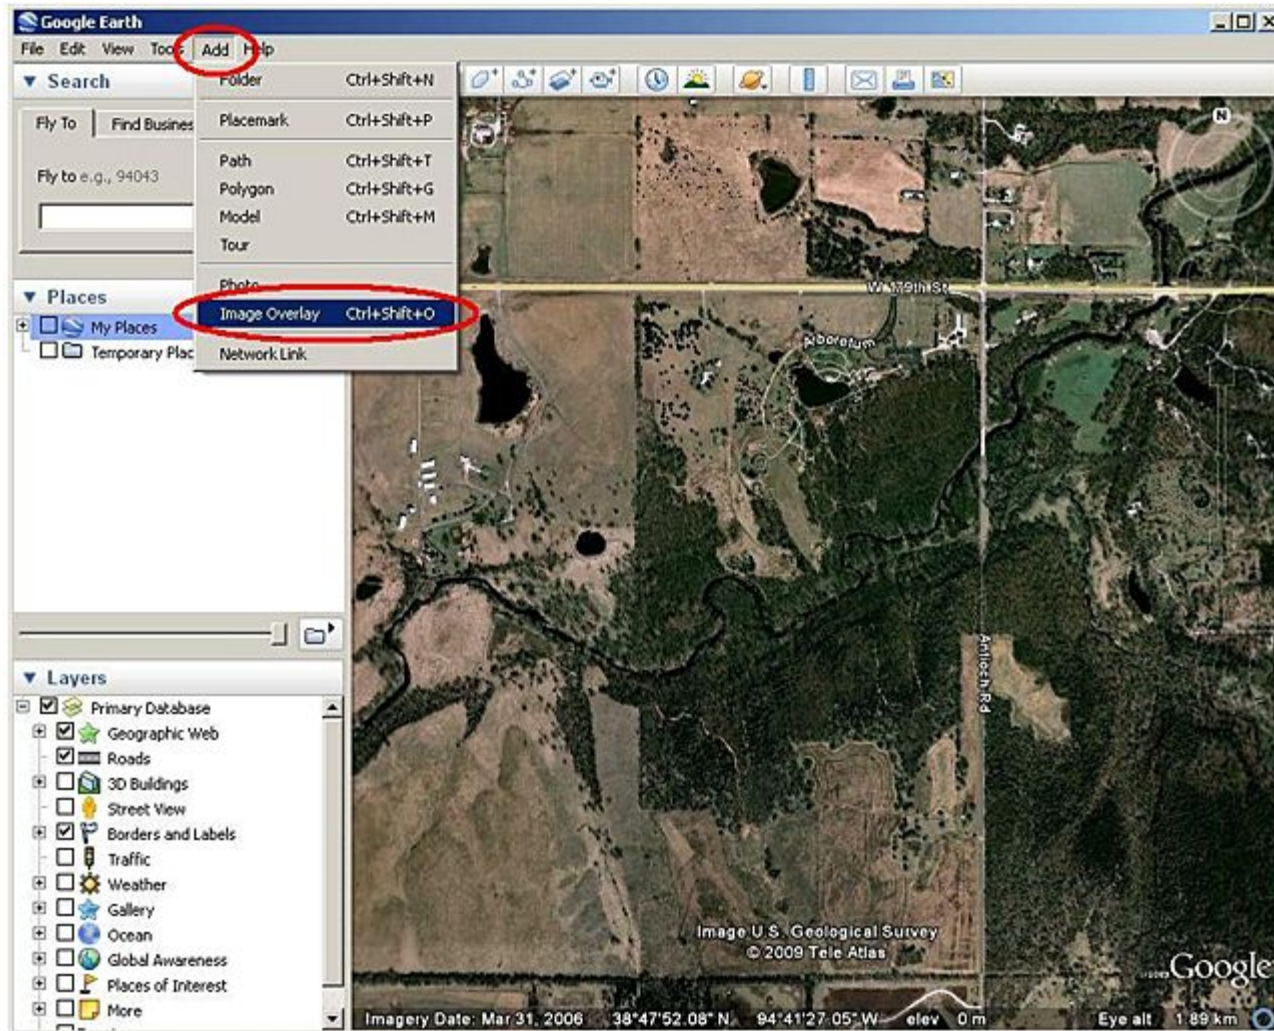 Google Earth
File Edit View Tools Add Help
Search
Fly To Find Busines
Fly to e.g., 94043
Folder Ctrl+Shift+N
Placemark Ctrl+Shift+P
Path Ctrl+Shift+T
Polygon Ctrl+Shift+G
Model Ctrl+Shift+M
Tour
Photo
Image Overlay Ctrl+Shift+O
Network Link
Places
My Places
Temporary Plac
Layers
Primary Database
Geographic Web
Roads
3D Buildings
Street View
Borders and Labels
Traffic
Weather
Gallery
Ocean
Global Awareness
Places of Interest
More
N
W 179th St
Arboretum
Antioch Rd
Image U.S. Geological Survey
© 2009 Tele Atlas
Google
Imagery Date: Mar 31, 2006 38°47'52.08" N 94°41'27.05" W elev 0 m Eye alt 1.89 km